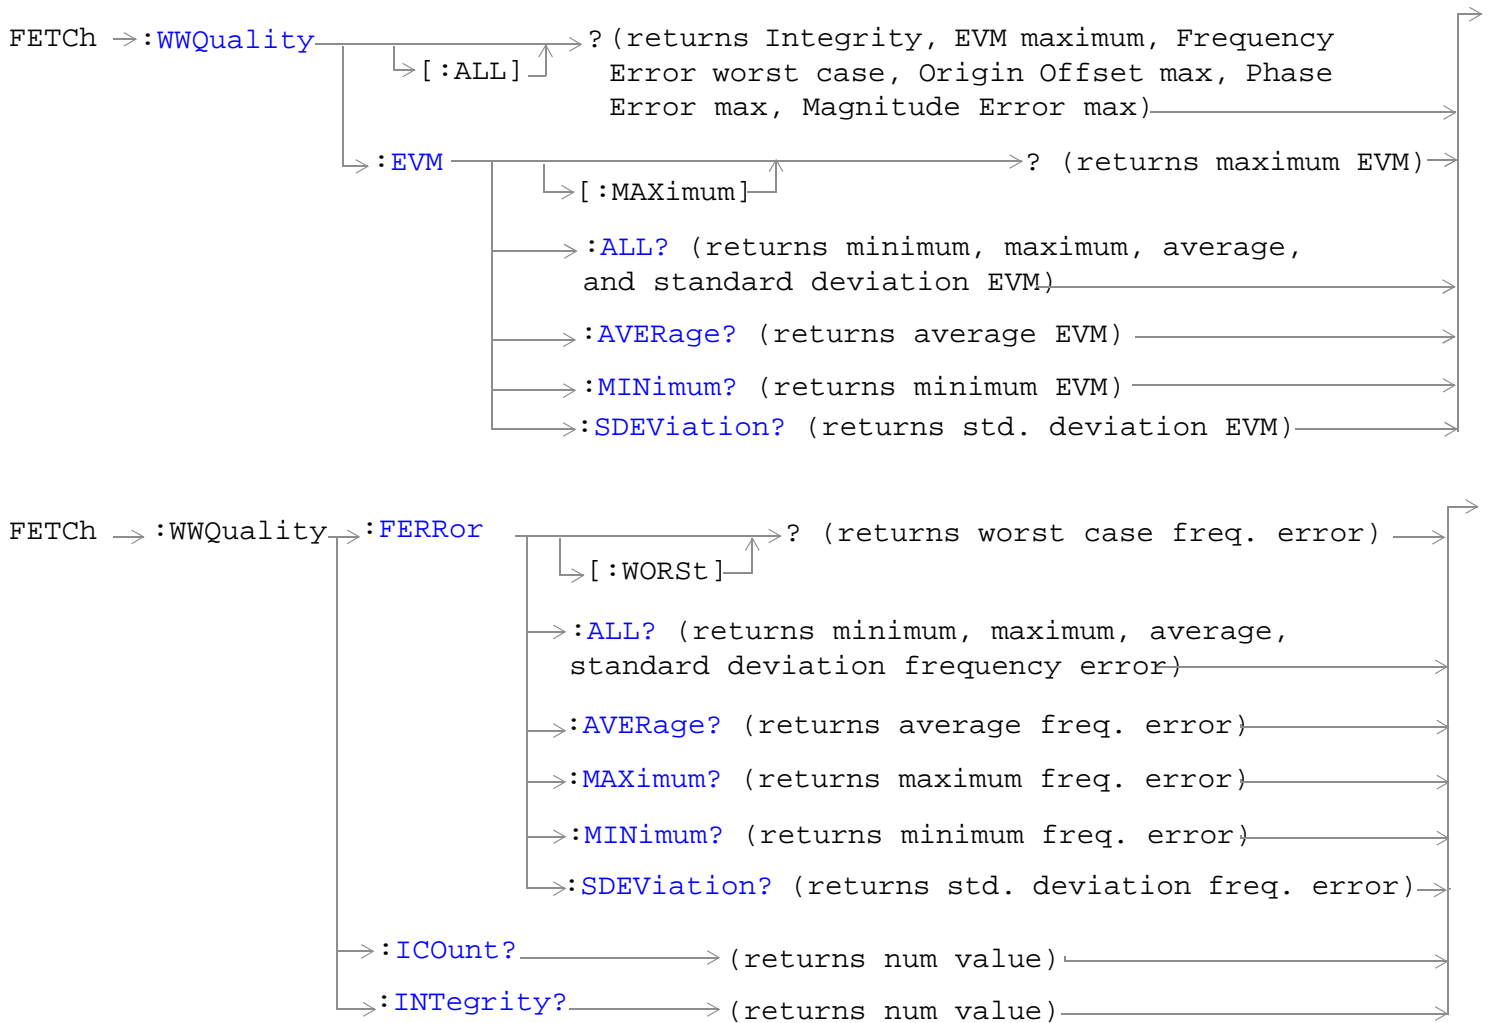 FETCh :WWQuality ? (returns Integrity, EVM maximum, Frequency
[:ALL] Error worst case, Origin Offset max, Phase
Error max, Magnitude Error max)
:EVM ? (returns maximum EVM)
[:MAXimum]
:ALL? (returns minimum, maximum, average,
and standard deviation EVM)
:AVERage? (returns average EVM)
:MINimum? (returns minimum EVM)
:SDEViation? (returns std. deviation EVM)
FETCh :WWQuality :FERRor ? (returns worst case freq. error)
[:WORSt]
:ALL? (returns minimum, maximum, average,
standard deviation frequency error)
:AVERage? (returns average freq. error)
:MAXimum? (returns maximum freq. error)
:MINimum? (returns minimum freq. error)
:SDEViation? (returns std. deviation freq. error)
:ICOunt? (returns num value)
:INTegrity? (returns num value)